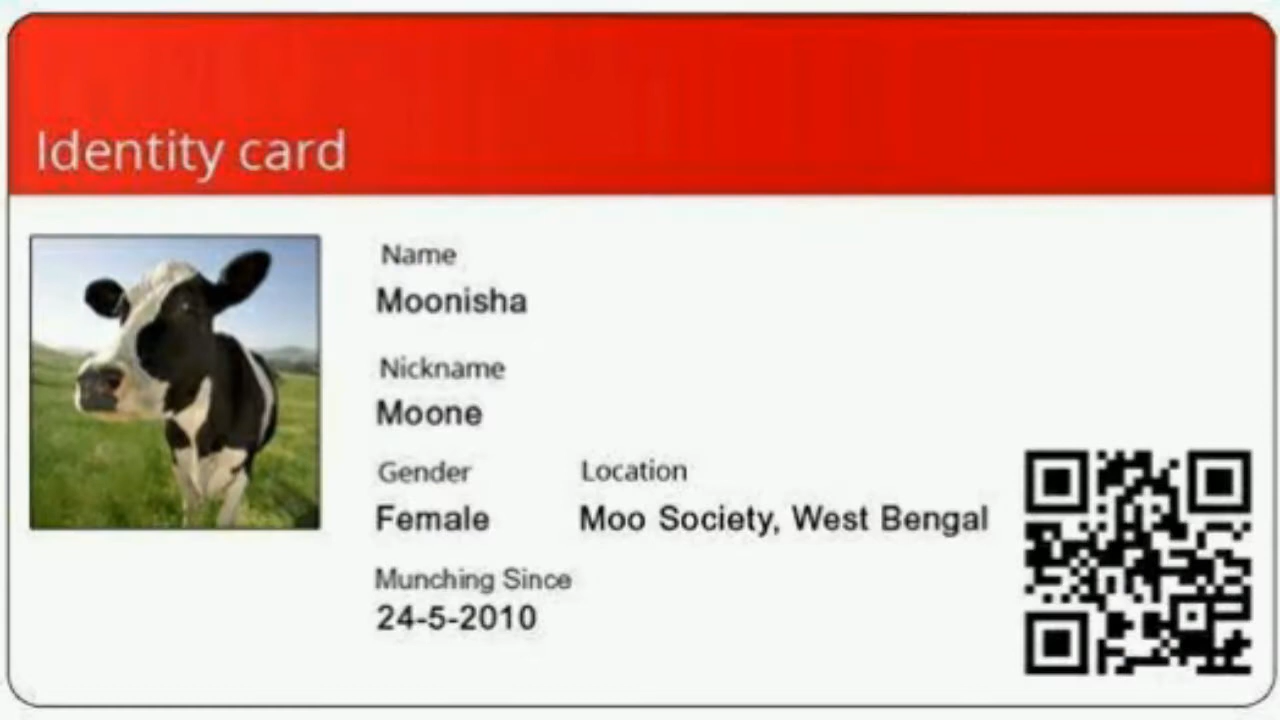 Identity card
Name
Moonisha
Nickname
Moone
Gender Location
Female Moo Society, West Bengal
Munching Since
24-5-2010